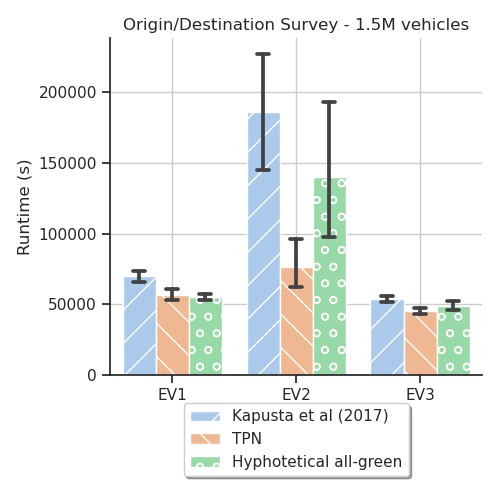 Origin/Destination Survey - 1.5M vehicles
Runtime (s)
200000
150000
100000
50000
0
EV1 EV2 EV3
Kapusta et al (2017)
TPN
Hyphotetical all-green